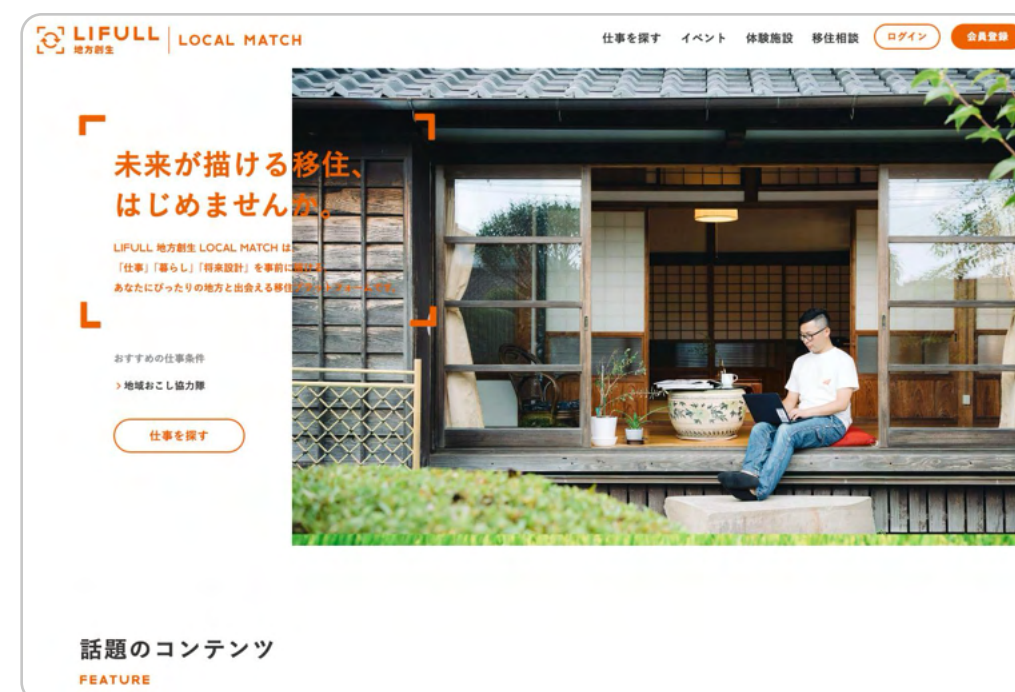 LIFULL
地方創生
LOCAL MATCH
仕事を探す イベント 体験施設 移住相談 ログイン 会員登録
未来が描ける移住、
はじめませんか。
LIFULL 地方創生 LOCAL MATCH は
「仕事」「暮らし」「将来設計」を事前に
あなたにぴったりの地方と出会える移住
おすすめの仕事条件
地域おこし協力隊
仕事を探す
話題のコンテンツ
FEATURE